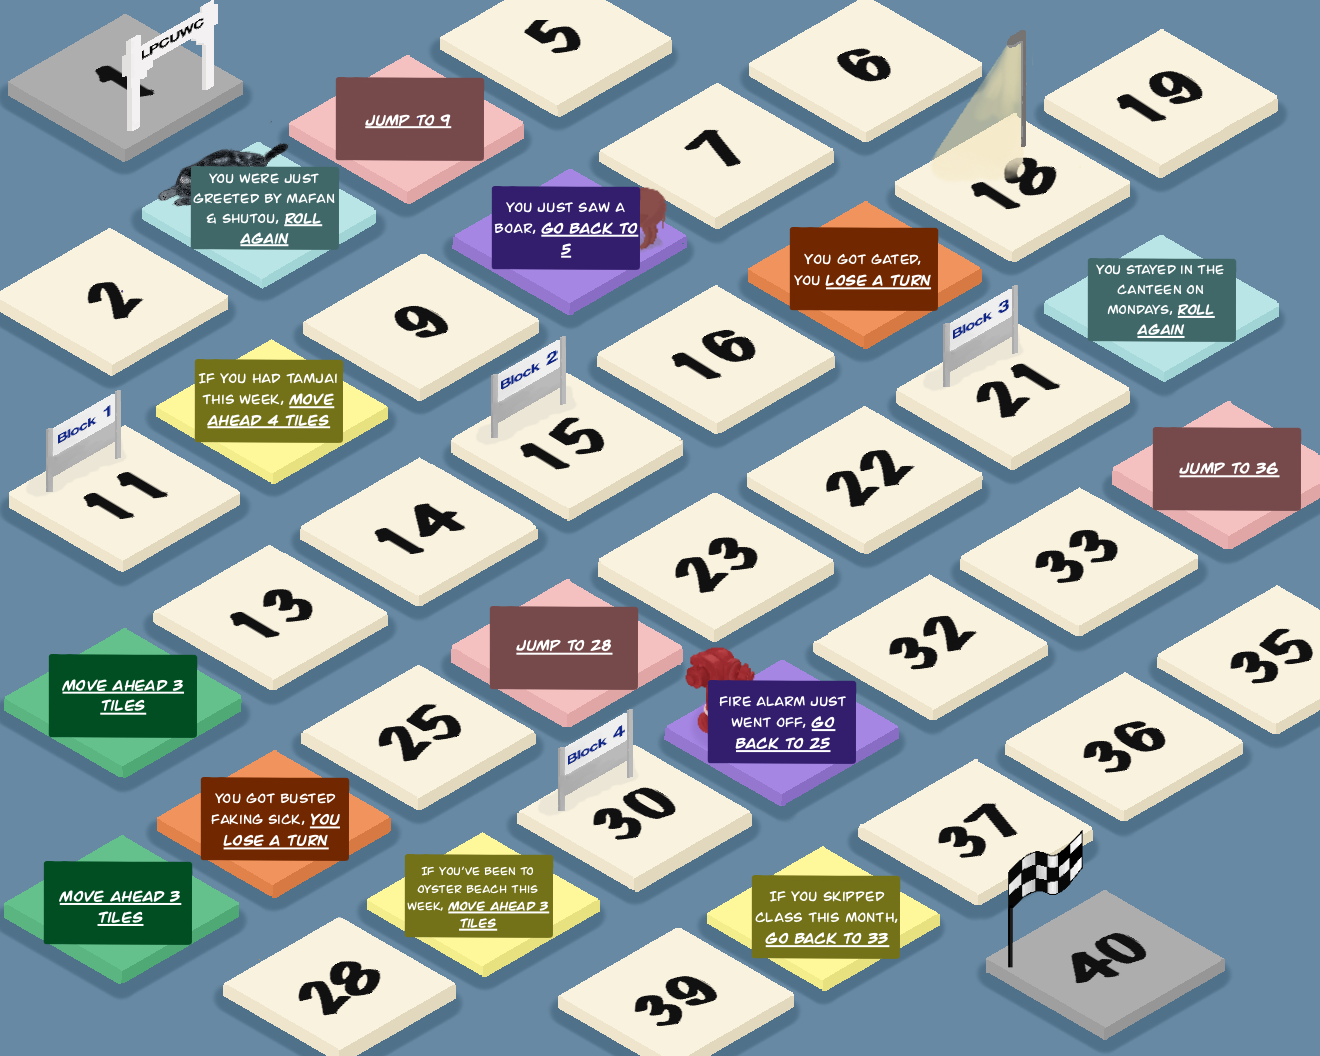 LPCUWC
1
5
6
19
JUMP TO 9
7
18
YOU WERE JUST
GREETED BY MAFAN
& SHUTOU, ROLL
AGAIN
YOU JUST SAW A
BOAR, GO BACK TO
5
YOU GOT GATED,
YOU LOSE A TURN
YOU STAYED IN THE
CANTEEN ON
MONDAYS, ROLL
AGAIN
2
9
16
Block 3
21
IF YOU HAD TAMJAI
THIS WEEK, MOVE
AHEAD 4 TILES
Block 2
15
Block 1
11
22
JUMP TO 36
14
23
33
13
JUMP TO 28
32
35
MOVE AHEAD 3
TILES
25
FIRE ALARM JUST
WENT OFF, GO
BACK TO 25
36
Block 4
30
37
YOU GOT BUSTED
FAKING SICK, YOU
LOSE A TURN
MOVE AHEAD 3
TILES
IF YOU'VE BEEN TO
OYSTER BEACH THIS
WEEK, MOVE AHEAD 3
TILES
IF YOU SKIPPED
CLASS THIS MONTH,
GO BACK TO 33
40
28
39